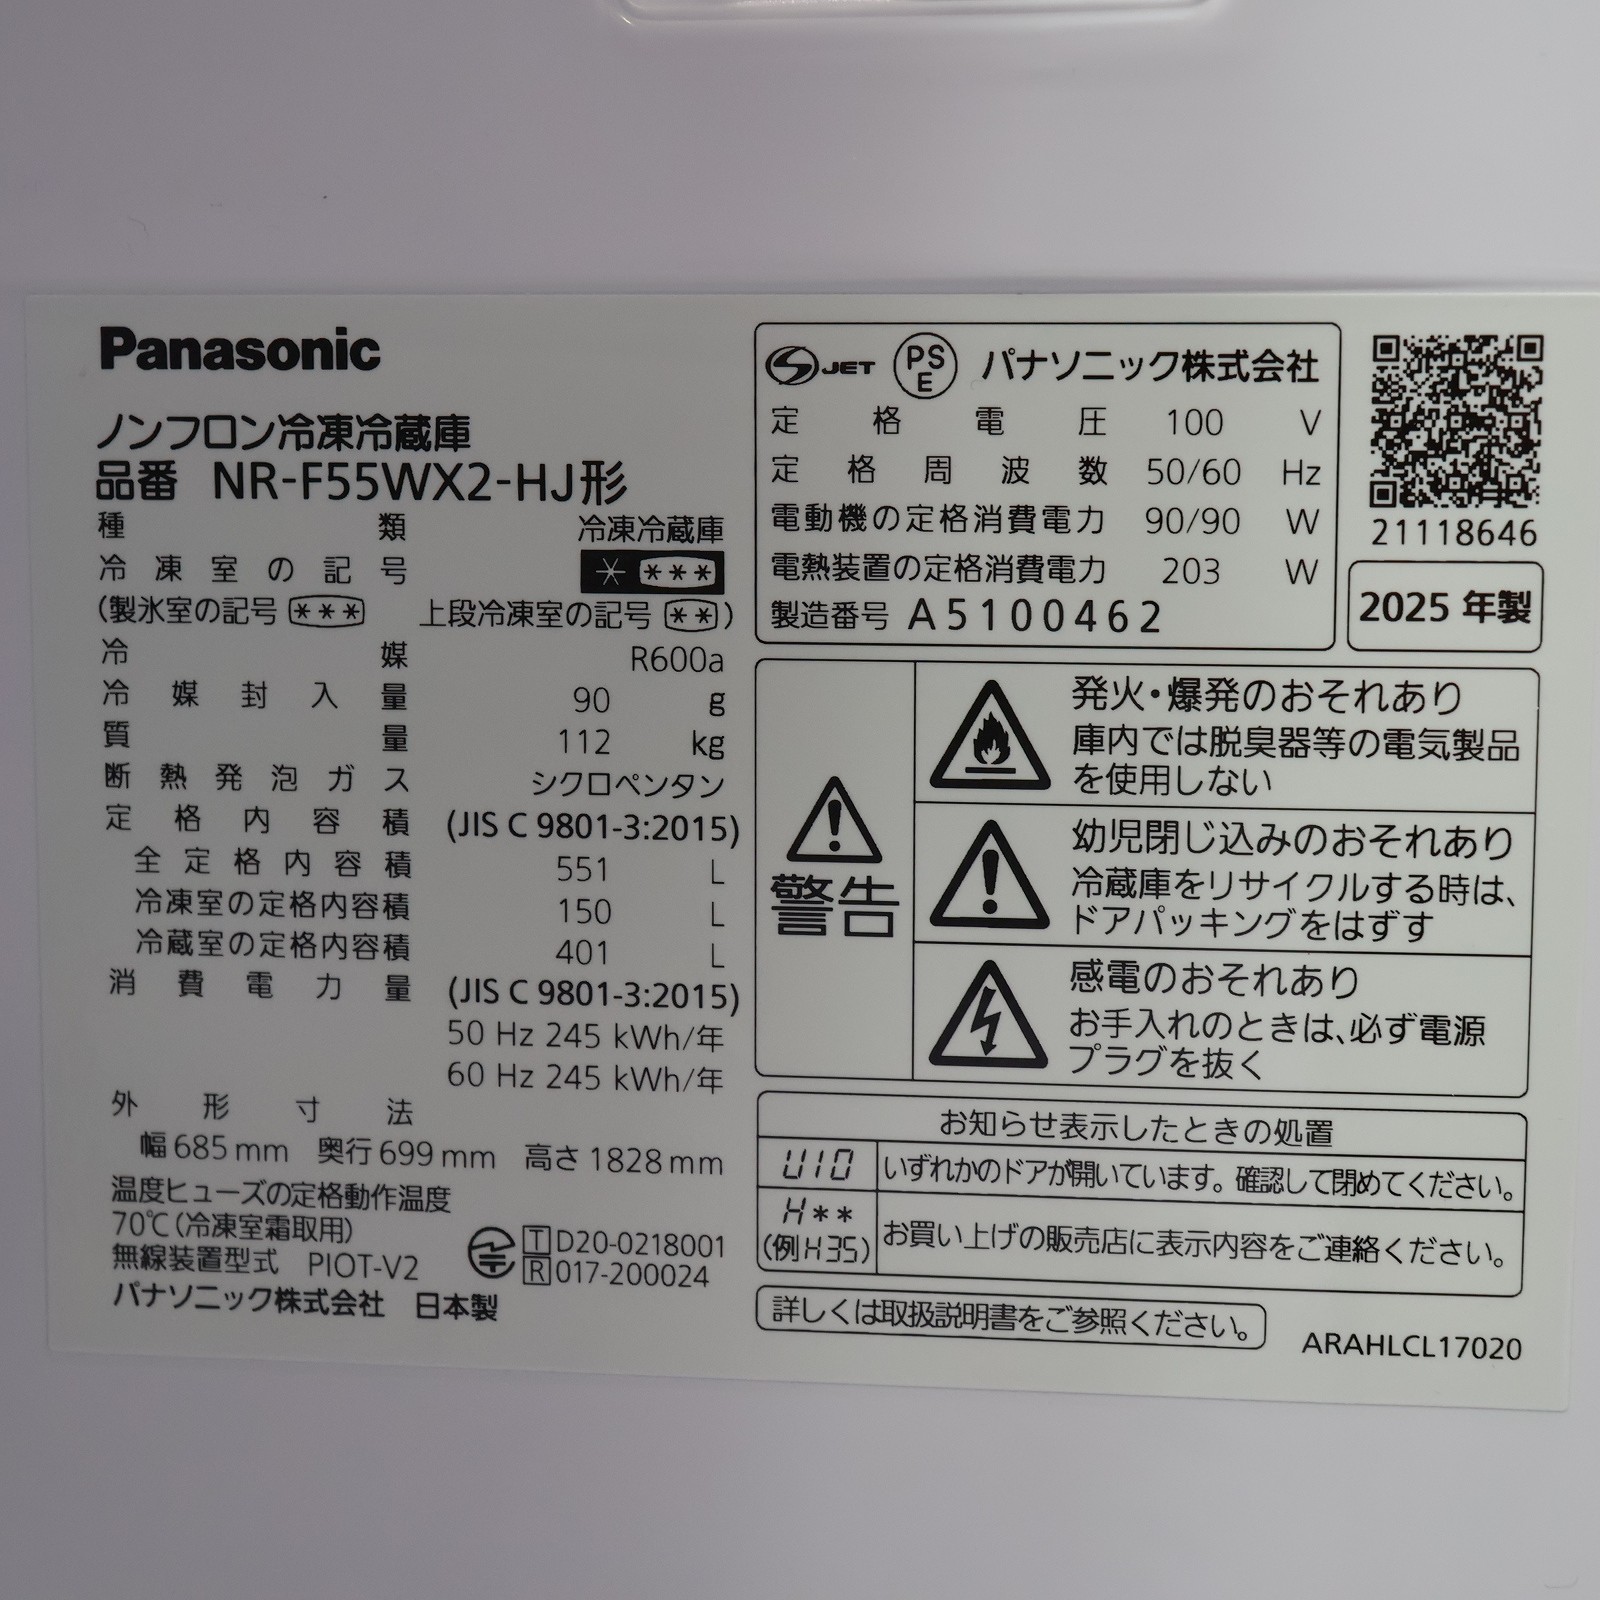 Panasonic
ノンフロン冷凍冷蔵庫
品番 NR-F55WX2-HJ形
種類 冷凍冷蔵庫
冷凍室の記号 * ***
(製氷室の記号 *** 上段冷凍室の記号 **)
冷媒 R600a
冷媒封入量 90 g
質量 112 kg
断熱発泡ガス シクロペンタン
定格内容積 (JIS C 9801-3:2015)
全定格内容積 551 L
冷凍室の定格内容積 150 L
冷蔵室の定格内容積 401 L
消費電力量 (JIS C 9801-3:2015)
50 Hz 245 kWh/年
60 Hz 245 kWh/年
外形寸法
幅 685 mm 奥行 699 mm 高さ 1828 mm
温度ヒューズの定格動作温度
70℃(冷凍室霜取用)
無線装置型式 PIOT-V2
T D20-0218001
R 017-200024
パナソニック株式会社 日本製
S JET PSE パナソニック株式会社
定格電圧 100 V
定格周波数 50/60 Hz
電動機の定格消費電力 90/90 W
電熱装置の定格消費電力 203 W
製造番号 A5100462
21118646
2025 年製
警告
発火・爆発のおそれあり
庫内では脱臭器等の電気製品
を使用しない
幼児閉じ込みのおそれあり
冷蔵庫をリサイクルする時は、
ドアパッキングをはずす
感電のおそれあり
お手入れのときは、必ず電源
プラグを抜く
お知らせ表示したときの処置
U10 いずれかのドアが開いています。確認して閉めてください。
H** (例H35) お買い上げの販売店に表示内容をご連絡ください。
詳しくは取扱説明書をご参照ください。
ARAHLCL17020